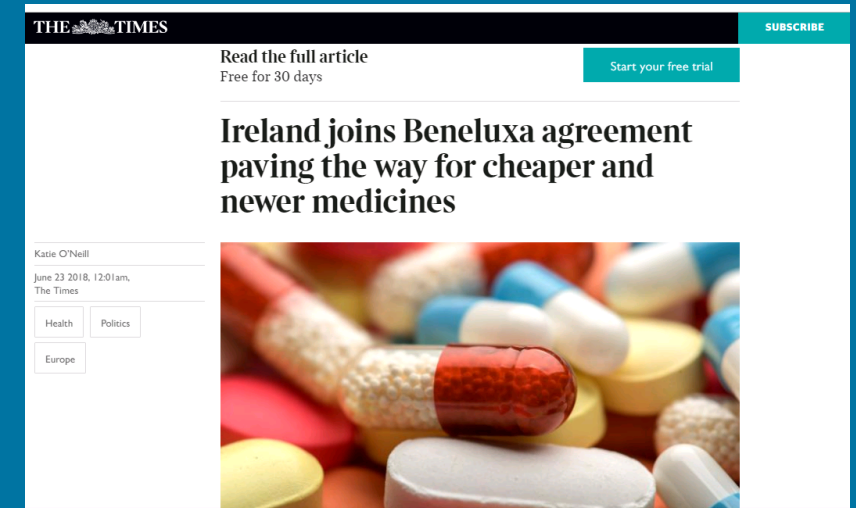 THE TIMES
SUBSCRIBE
Read the full article
Free for 30 days
Start your free trial
Ireland joins Beneluxa agreement
paving the way for cheaper and
newer medicines
Katie O'Neill
June 23 2018, 12:01am,
The Times
Health
Politics
Europe